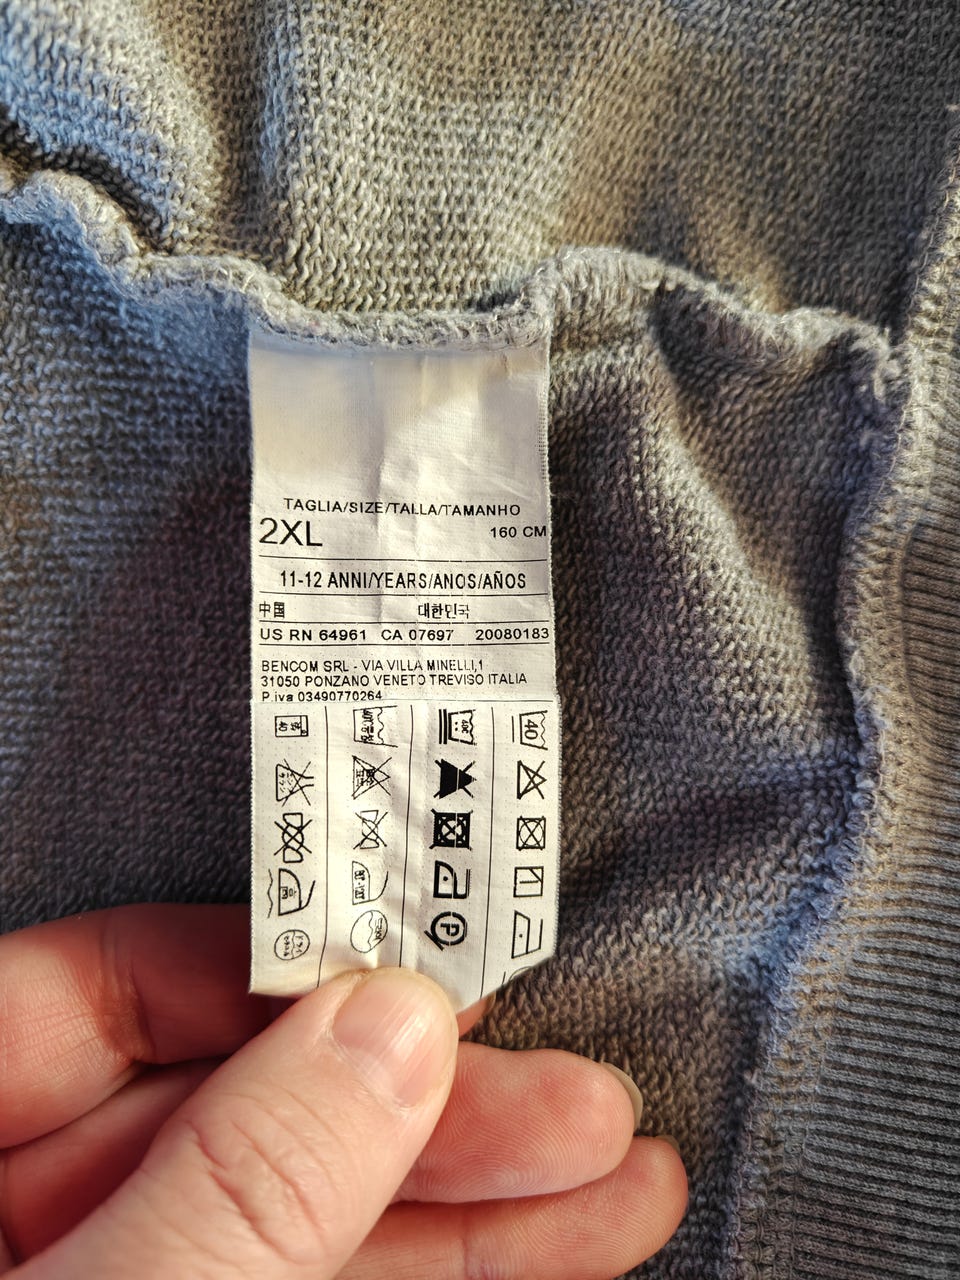 TAGLIA/SIZE/TALLA/TAMANHO
2XL 160 CM
11-12 ANNI/YEARS/ANOS/AÑOS
中国 대한민국
US RN 64961 CA 07697 20080183
BENCOM SRL - VIA VILLA MINELLI,1
31050 PONZANO VENETO TREVISO ITALIA
P.iva 03490770264
40
40
P